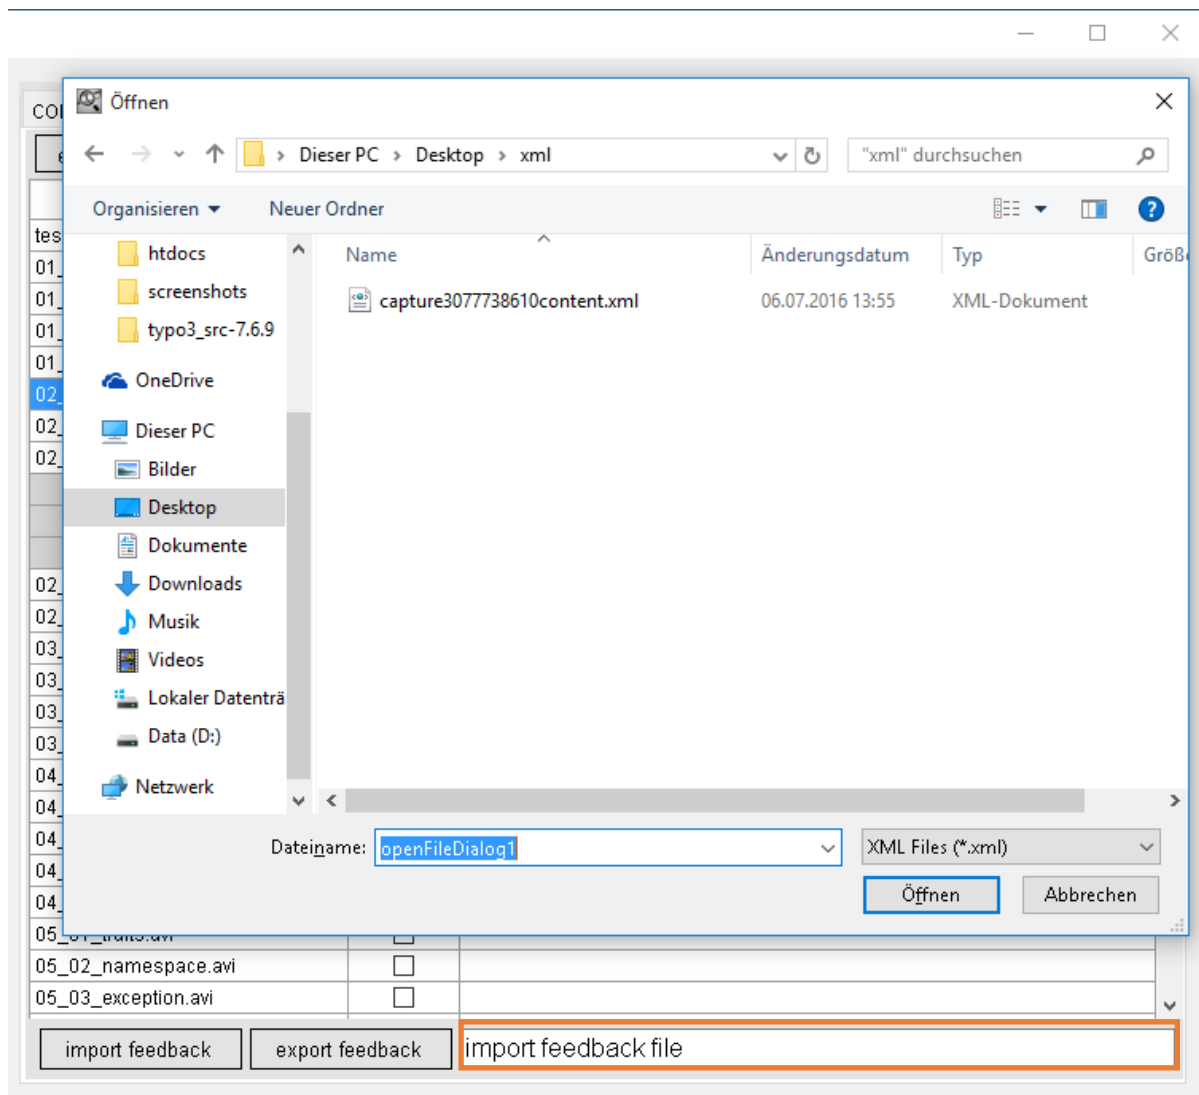 Öffnen
COI
Dieser PC > Desktop > xml
"xml" durchsuchen
Organisieren
Neuer Ordner
tes
01_
01_
01_
01_
02_
02_
02_
02_
02_
03_
03_
03_
03_
04_
04_
04_
04_
04_
htdocs
screenshots
typo3_src-7.6.9
OneDrive
Dieser PC
Bilder
Desktop
Dokumente
Downloads
Musik
Videos
Lokaler Datenträ
Data (D:)
Netzwerk
Name
Änderungsdatum
Typ
Größ
capture3077738610content.xml
06.07.2016 13:55
XML-Dokument
Dateiname:
openFileDialog1
XML Files (*.xml)
Öffnen
Abbrechen
05_01_traits.avi
05_02_namespace.avi
05_03_exception.avi
import feedback
export feedback
import feedback file